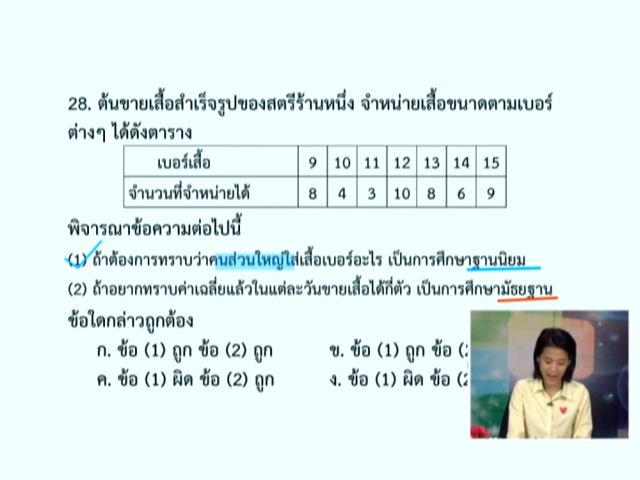 28. ต้นขายเสื้อสำเร็จรูปของสตรีร้านหนึ่ง จำหน่ายเสื้อขนาดตามเบอร์
ต่างๆ ได้ดังตาราง
เบอร์เสื้อ 9 10 11 12 13 14 15
จำนวนที่จำหน่ายได้ 8 4 3 10 8 6 9
พิจารณาข้อความต่อไปนี้
(1) ถ้าต้องการทราบว่าคนส่วนใหญ่ใส่เสื้อเบอร์อะไร เป็นการศึกษาฐานนิยม
(2) ถ้าอยากทราบค่าเฉลี่ยแล้วในแต่ละวันขายเสื้อได้กี่ตัว เป็นการศึกษามัธยฐาน
ข้อใดกล่าวถูกต้อง
ก. ข้อ (1) ถูก ข้อ (2) ถูก ข. ข้อ (1) ถูก ข้อ (2
ค. ข้อ (1) ผิด ข้อ (2) ถูก ง. ข้อ (1) ผิด ข้อ (2